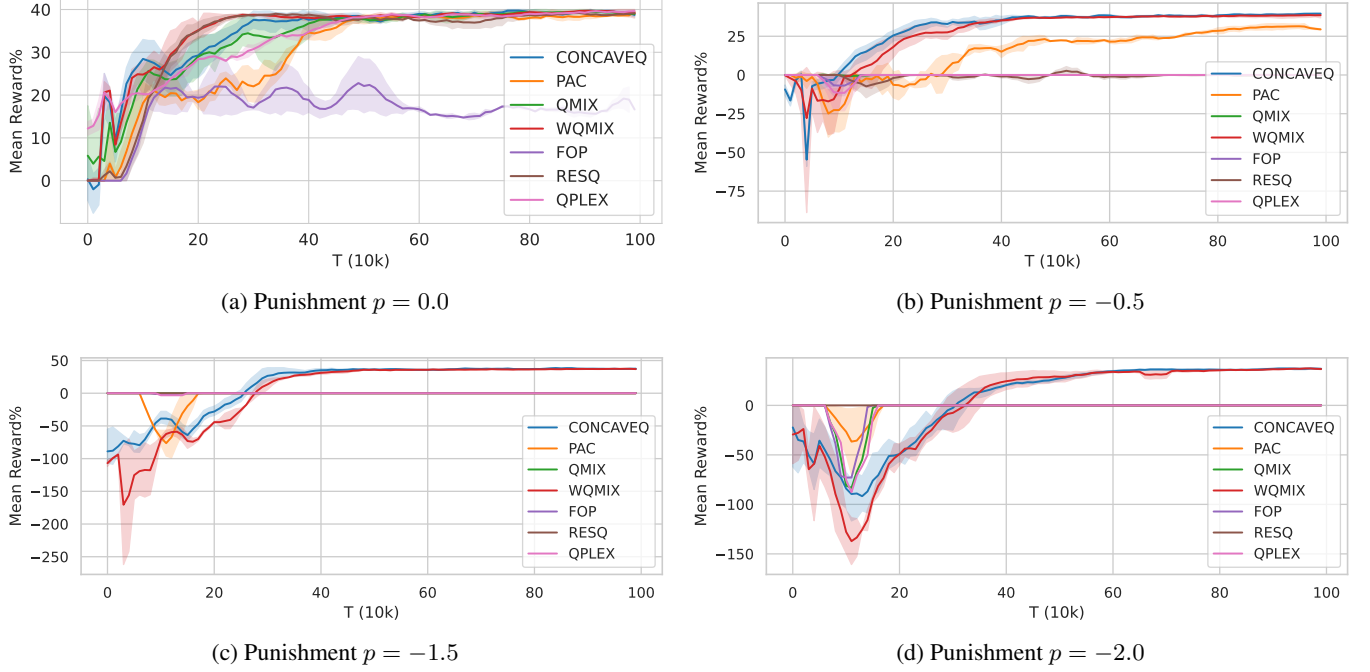 40
30
20
10
0
Mean Reward%
0
20
40
60
80
100
T (10k)
CONCAVEQ
PAC
QMIX
WQMIX
FOP
RESQ
QPLEX
(a) Punishment p = 0.0
25
0
−25
−50
−75
Mean Reward%
0
20
40
60
80
100
T (10k)
CONCAVEQ
PAC
QMIX
WQMIX
FOP
RESQ
QPLEX
(b) Punishment p = −0.5
50
0
−50
−100
−150
−200
−250
Mean Reward%
0
20
40
60
80
100
T (10k)
CONCAVEQ
PAC
QMIX
WQMIX
FOP
RESQ
QPLEX
(c) Punishment p = −1.5
0
−50
−100
−150
Mean Reward%
0
20
40
60
80
100
T (10k)
CONCAVEQ
PAC
QMIX
WQMIX
FOP
RESQ
QPLEX
(d) Punishment p = −2.0